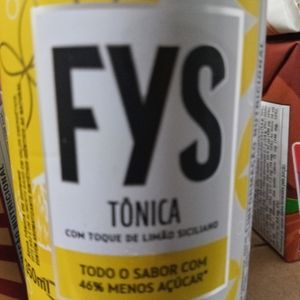 FYS
TÔNICA
COM TOQUE DE LIMÃO SICILIANO
TODO O SABOR COM
46% MENOS AÇÚCAR*